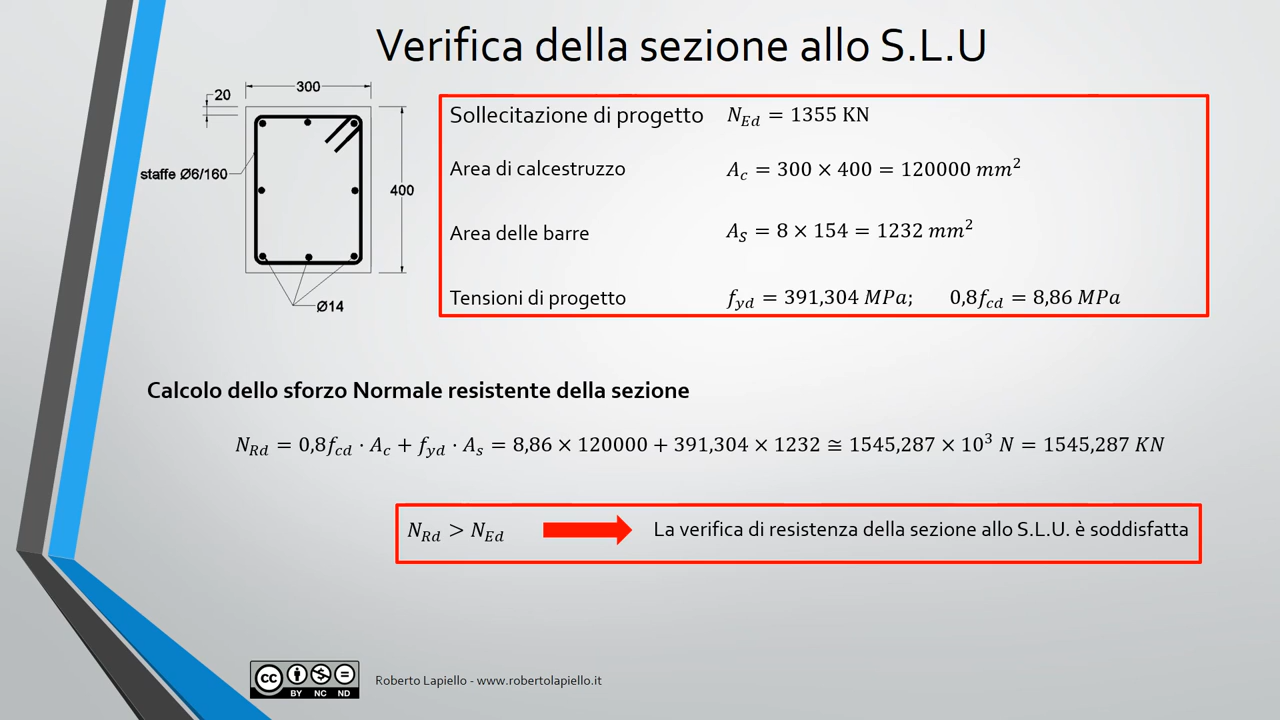 Verifica della sezione allo S.L.U
20
300
staffe Ø6/160
400
Ø14
Sollecitazione di progetto N_Ed = 1355 KN
Area di calcestruzzo A_c = 300 × 400 = 120000 mm²
Area delle barre A_S = 8 × 154 = 1232 mm²
Tensioni di progetto f_yd = 391,304 MPa; 0,8f_cd = 8,86 MPa
Calcolo dello sforzo Normale resistente della sezione
N_Rd = 0,8f_cd · A_c + f_yd · A_s = 8,86 × 120000 + 391,304 × 1232 ≅ 1545,287 × 10³ N = 1545,287 KN
N_Rd > N_Ed La verifica di resistenza della sezione allo S.L.U. è soddisfatta
cc BY NC ND
Roberto Lapiello - www.robertolapiello.it